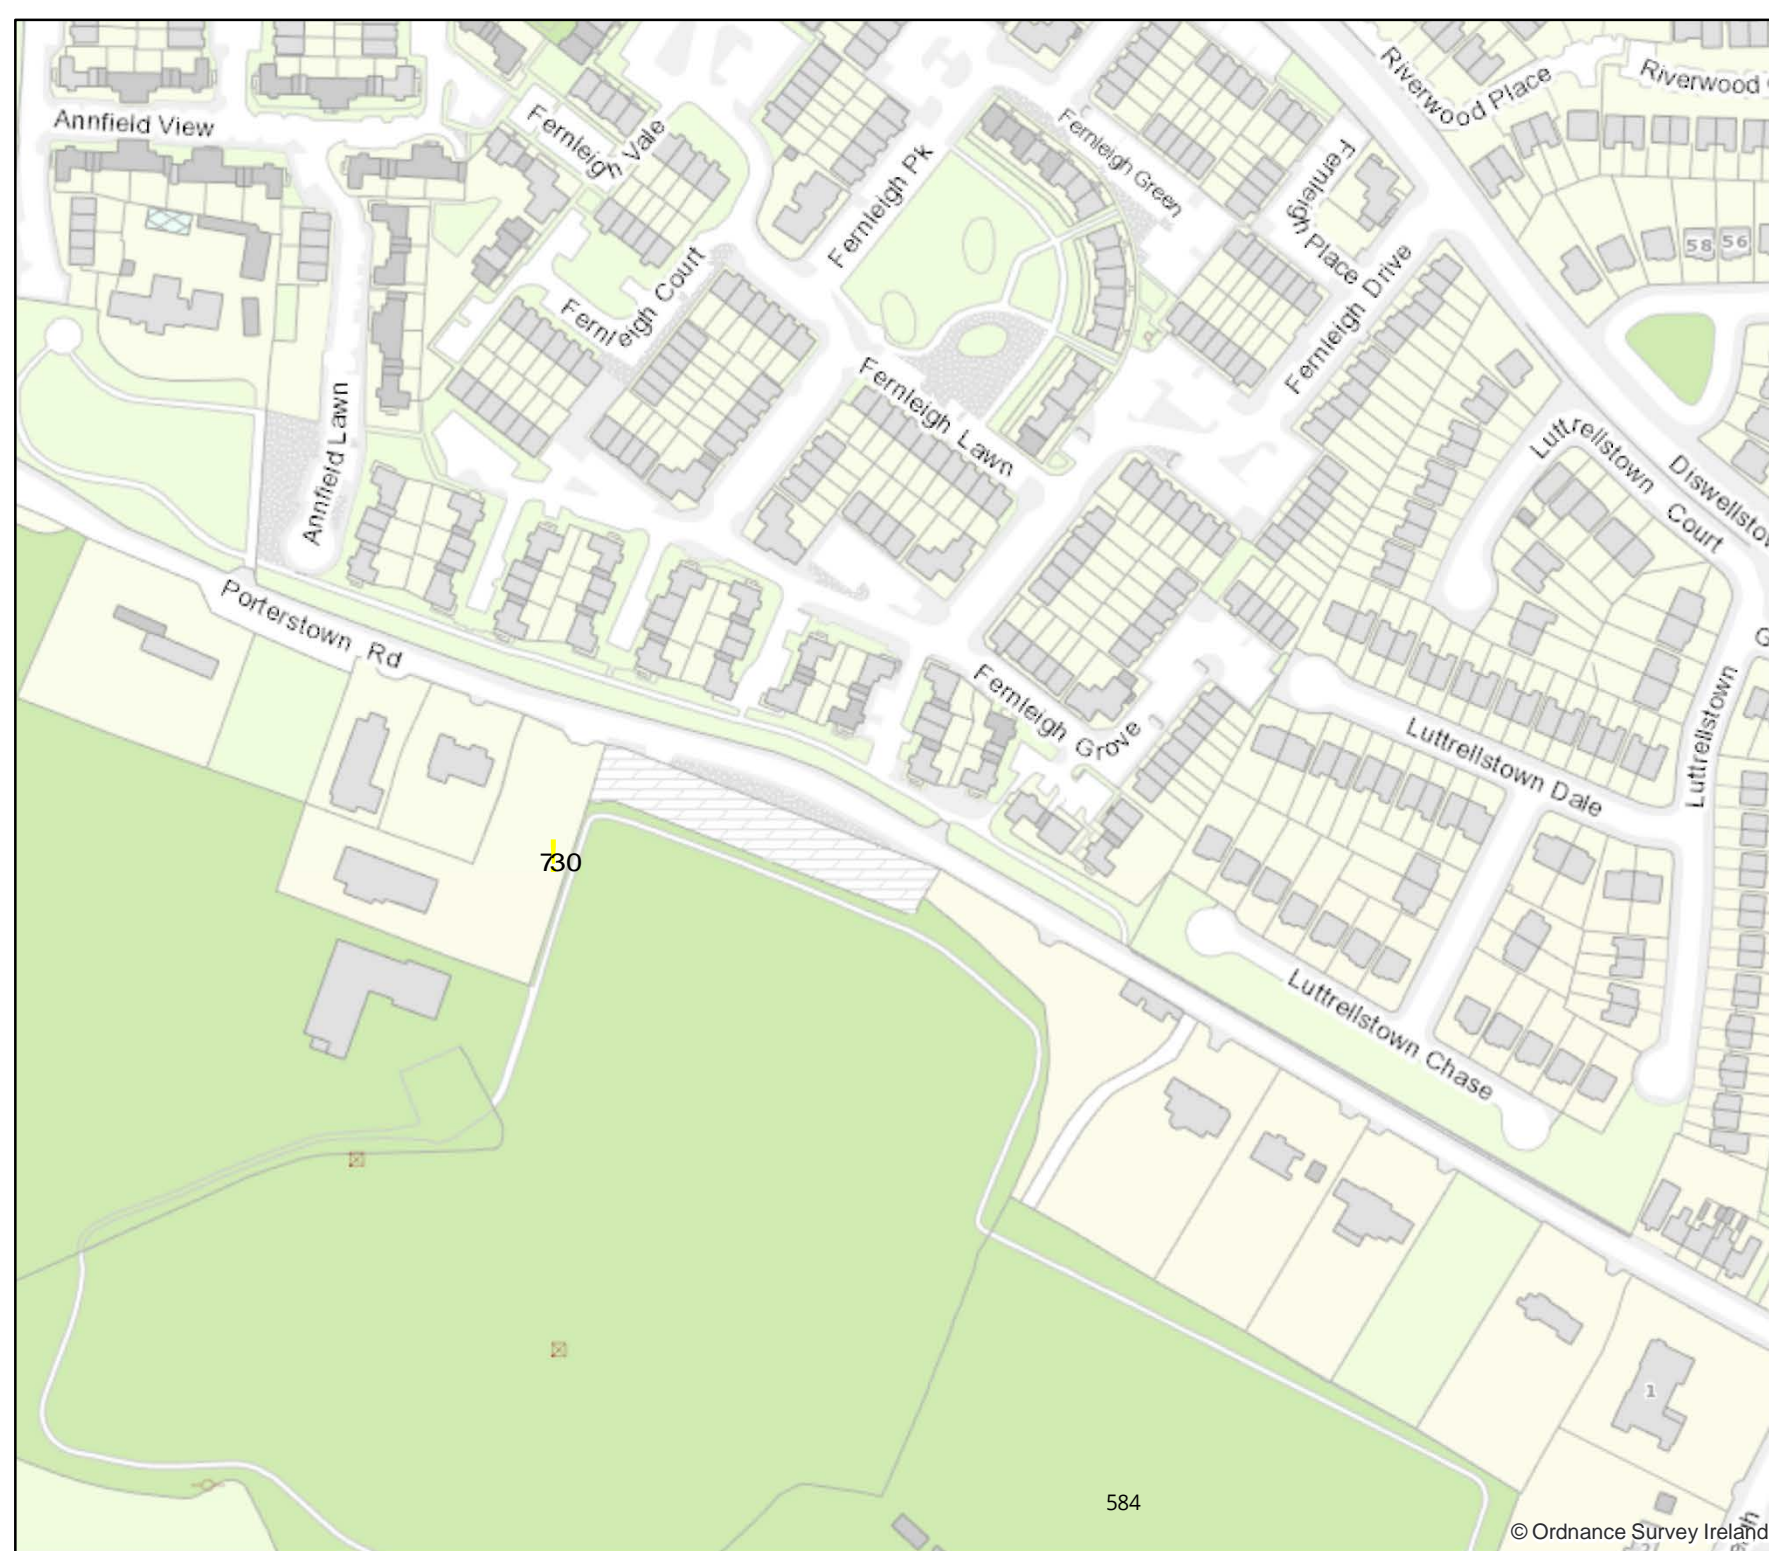 Annfield View
Fernleigh Vale
Fernleigh Pk
Fernleigh Green
Fernleigh Place
Riverwood Place
Riverwood
58
56
Fernleigh Court
Fernleigh Drive
Annfield Lawn
Fernleigh Lawn
Luttrellstown Court
Porterstown Rd
Fernleigh Grove
Luttrellstown Dale
Luttrellstown
730
Luttrellstown Chase
1
584
© Ordnance Survey Ireland